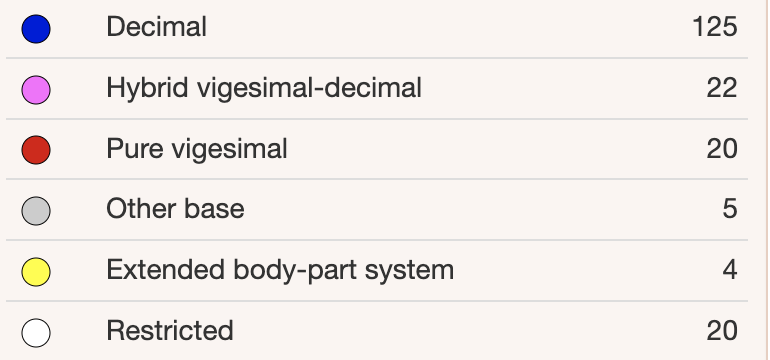 Decimal 125
Hybrid vigesimal-decimal 22
Pure vigesimal 20
Other base 5
Extended body-part system 4
Restricted 20